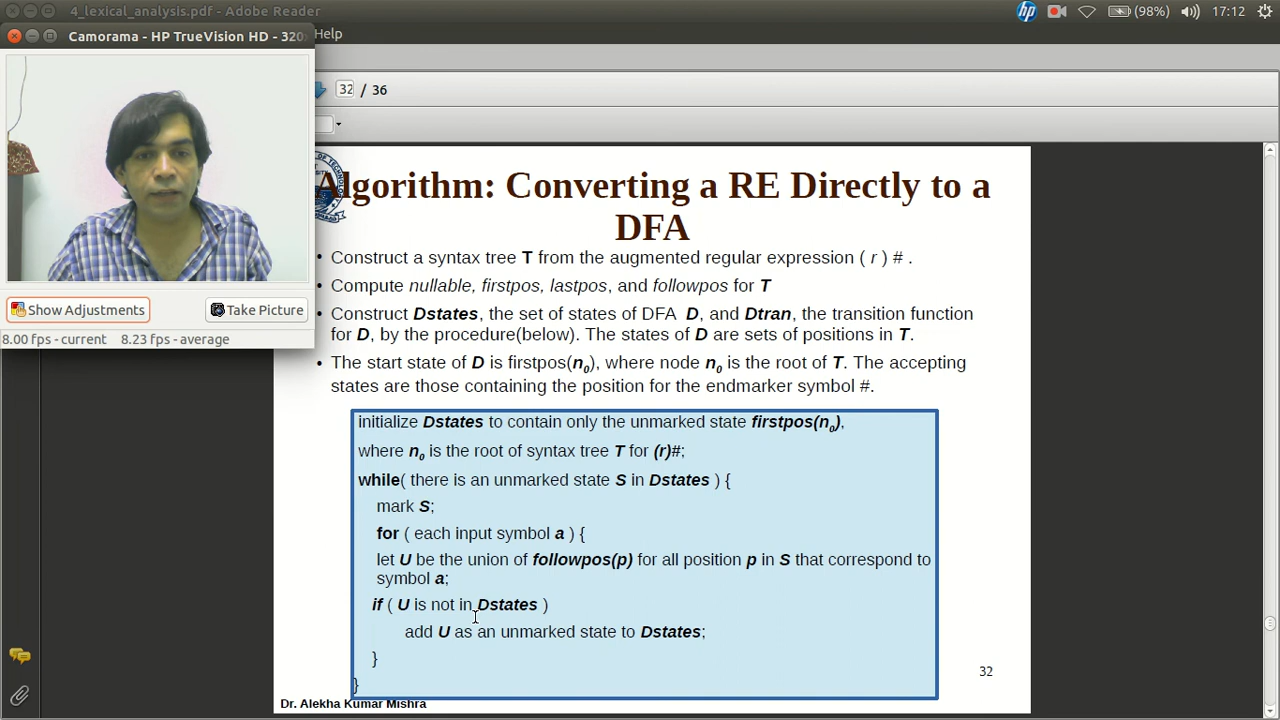 4_lexical_analysis.pdf - Adobe Reader
(98%) 17:12
Camorama - HP TrueVision HD - 320
Help
32 / 36
Show Adjustments
Take Picture
8.00 fps - current 8.23 fps - average
Algorithm: Converting a RE Directly to a
DFA
• Construct a syntax tree T from the augmented regular expression ( r ) # .
• Compute nullable, firstpos, lastpos, and followpos for T
• Construct Dstates, the set of states of DFA D, and Dtran, the transition function
for D, by the procedure(below). The states of D are sets of positions in T.
• The start state of D is firstpos(n0), where node n0 is the root of T. The accepting
states are those containing the position for the endmarker symbol #.
initialize Dstates to contain only the unmarked state firstpos(n0),
where n0 is the root of syntax tree T for (r)#;
while( there is an unmarked state S in Dstates ) {
mark S;
for ( each input symbol a ) {
let U be the union of followpos(p) for all position p in S that correspond to
symbol a;
if ( U is not in Dstates )
add U as an unmarked state to Dstates;
}
}
32
Dr. Alekha Kumar Mishra